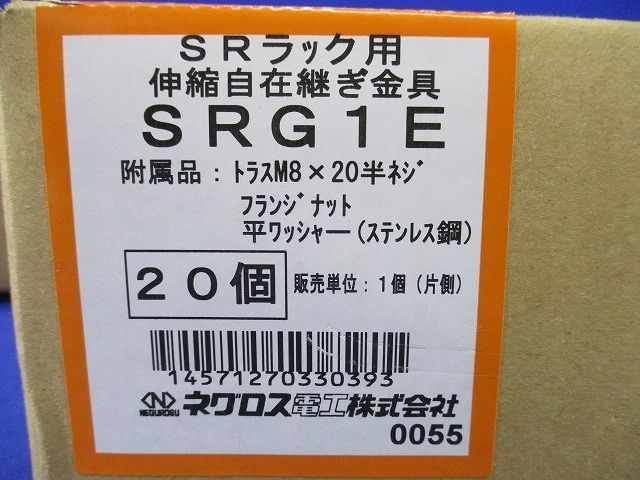 SRラック用
伸縮自在継ぎ金具
SRG1E
附属品：トラスM8×20半ネジ
フランジナット
平ワッシャー(ステンレス鋼)
20個 販売単位：1個（片側）
14571270330393
NEGUROSU ネグロス電工株式会社
0055